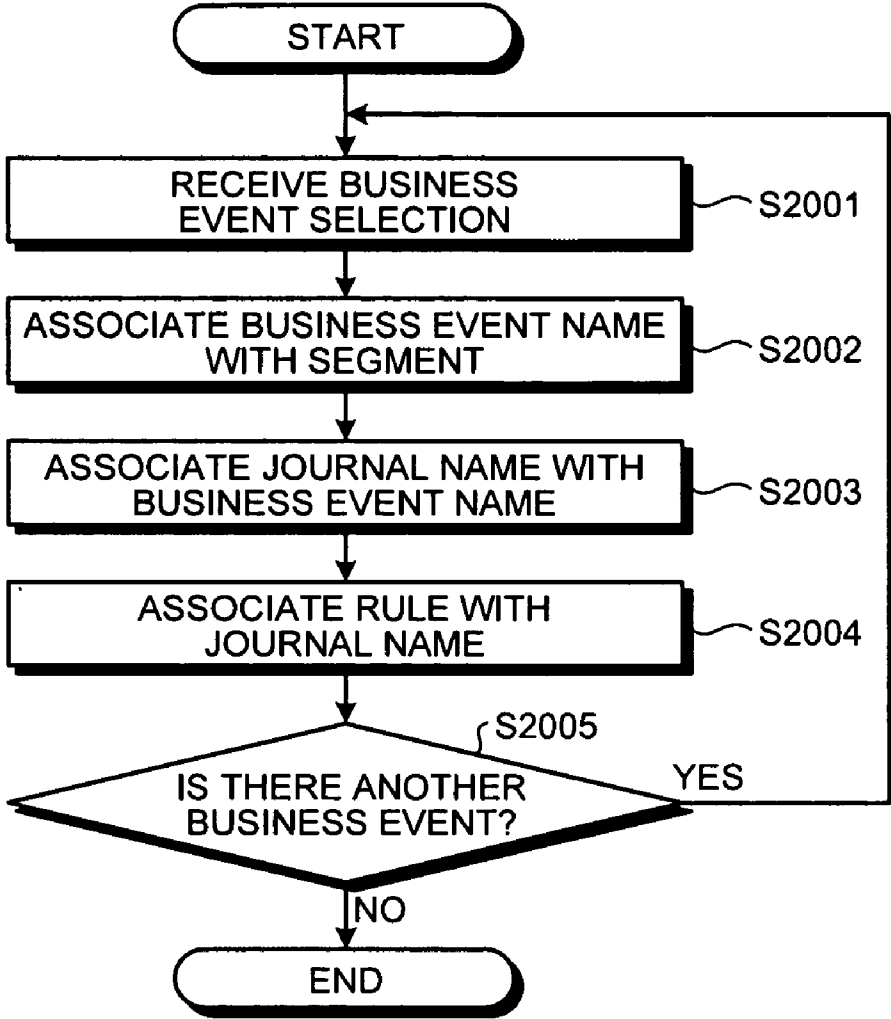 START
RECEIVE BUSINESS
EVENT SELECTION
S2001
ASSOCIATE BUSINESS EVENT NAME
WITH SEGMENT
S2002
ASSOCIATE JOURNAL NAME WITH
BUSINESS EVENT NAME
S2003
ASSOCIATE RULE WITH
JOURNAL NAME
S2004
S2005
IS THERE ANOTHER
BUSINESS EVENT?
YES
NO
END